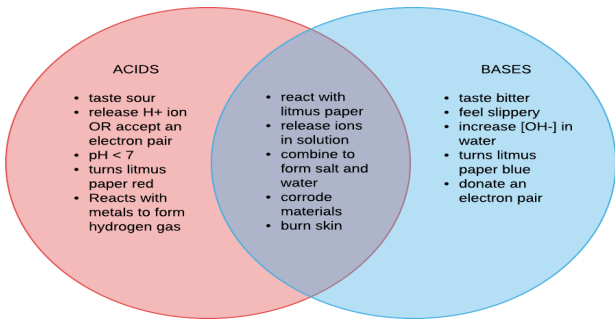 ACIDS
• taste sour
• release H+ ion
OR accept an
electron pair
• pH < 7
• turns litmus
paper red
• Reacts with
metals to form
hydrogen gas
• react with
litmus paper
• release ions
in solution
• combine to
form salt and
water
• corrode
materials
• burn skin
BASES
• taste bitter
• feel slippery
• increase [OH-] in
water
• turns litmus
paper blue
• donate an
electron pair